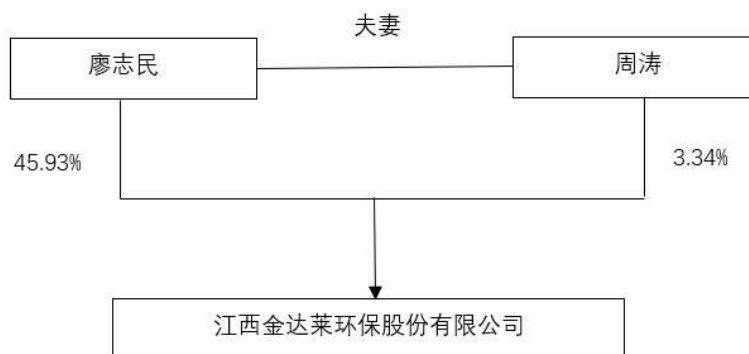 夫妻
廖志民
周涛
45.93%
3.34%
江西金达莱环保股份有限公司